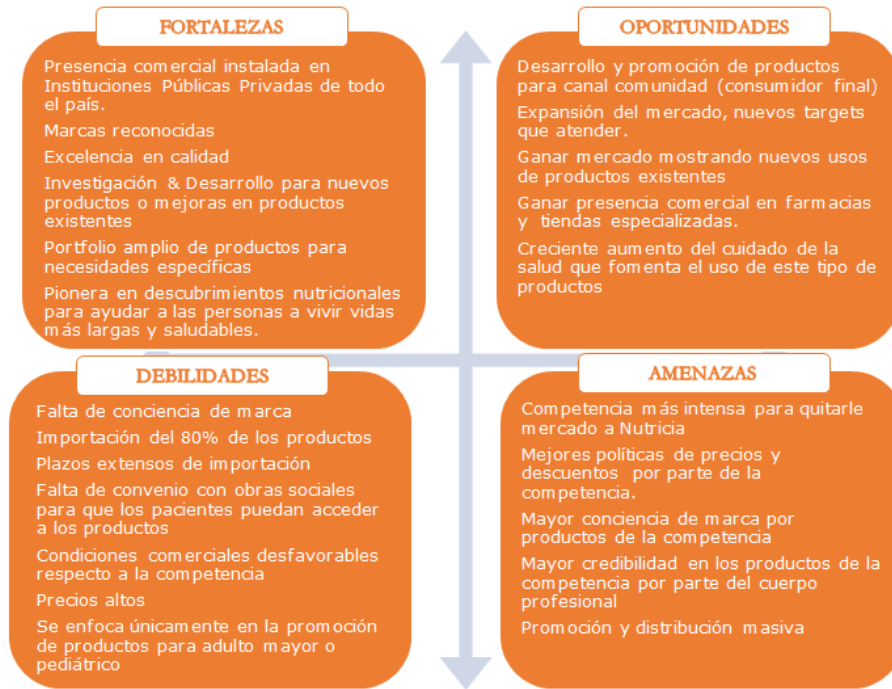 FORTALEZAS
Presencia comercial instalada en
Instituciones Públicas Privadas de todo
el país.
Marcas reconocidas
Excelencia en calidad
Investigación & Desarrollo para nuevos
productos o mejoras en productos
existentes
Portfolio amplio de productos para
necesidades específicas
Pionera en descubrimientos nutricionales
para ayudar a las personas a vivir vidas
más largas y saludables.
OPORTUNIDADES
Desarrollo y promoción de productos
para canal comunidad (consumidor final)
Expansión del mercado, nuevos targets
que atender.
Ganar mercado mostrando nuevos usos
de productos existentes
Ganar presencia comercial en farmacias
y tiendas especializadas.
Creciente aumento del cuidado de la
salud que fomenta el uso de este tipo de
productos
DEBILIDADES
Falta de conciencia de marca
Importación del 80% de los productos
Plazos extensos de importación
Falta de convenio con obras sociales
para que los pacientes puedan acceder
a los productos
Condiciones comerciales desfavorables
respecto a la competencia
Precios altos
Se enfoca únicamente en la promoción
de productos para adulto mayor o
pediátrico
AMENAZAS
Competencia más intensa para quitarle
mercado a Nutricia
Mejores políticas de precios y
descuentos por parte de la
competencia.
Mayor conciencia de marca por
productos de la competencia
Mayor credibilidad en los productos de la
competencia por parte del cuerpo
profesional
Promoción y distribución masiva